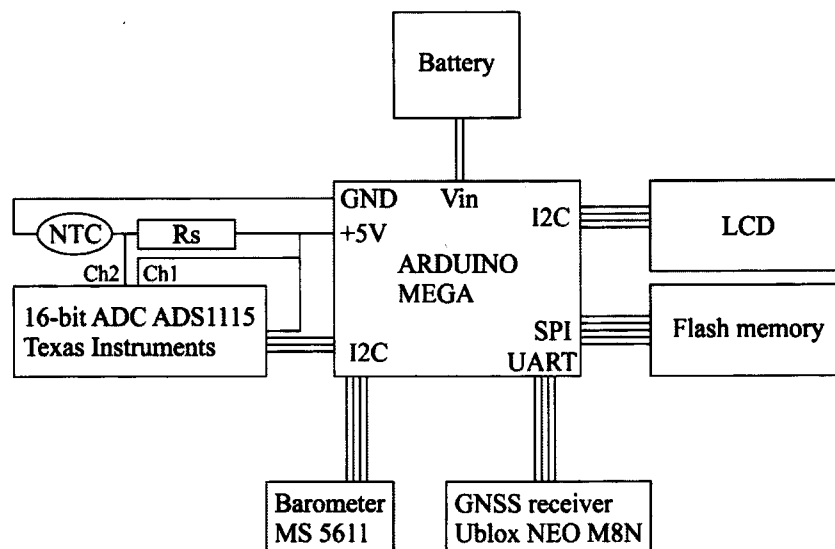 Battery
GND
Vin
NTC
Rs
+5V
I2C
LCD
Ch2
Ch1
ARDUINO
MEGA
16-bit ADC ADS1115
Texas Instruments
I2C
SPI
UART
Flash memory
Barometer
MS 5611
GNSS receiver
Ublox NEO M8N